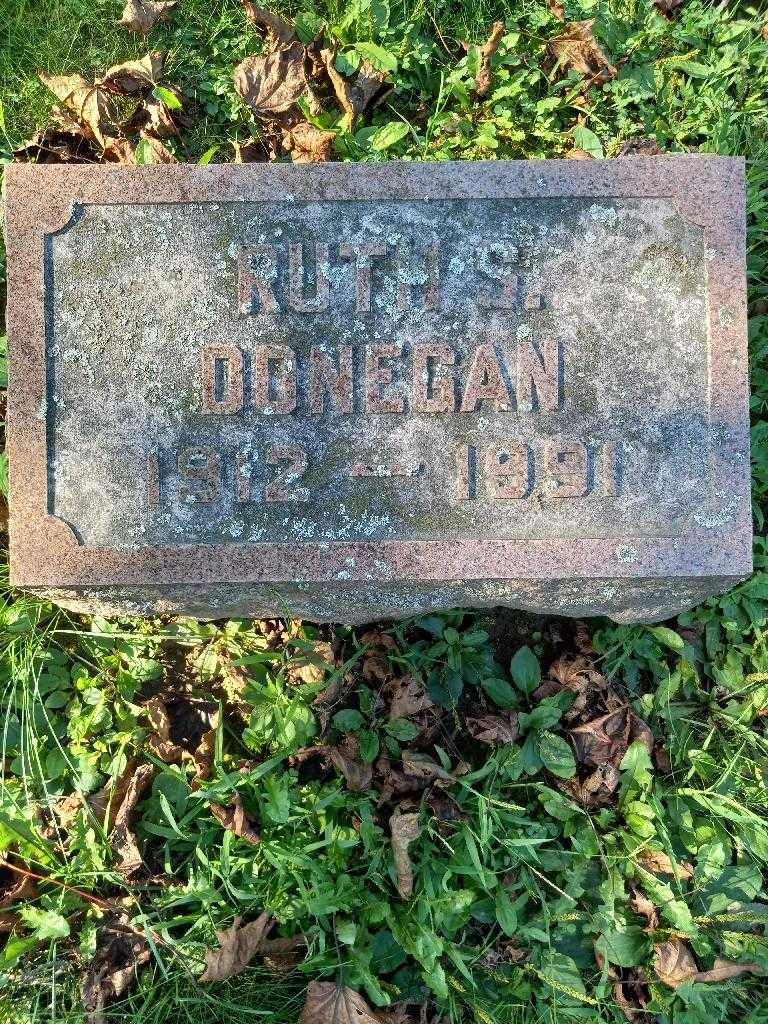 RUTH S.
DONEGAN
1912 — 1991